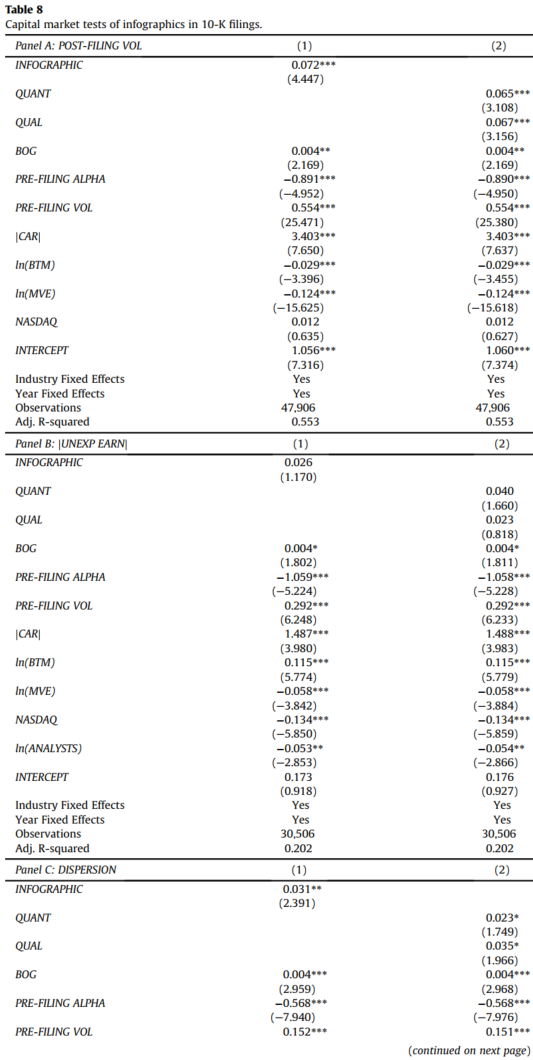 Table 8
Capital market tests of infographics in 10-K filings.
Panel A: POST-FILING VOL (1) (2)
INFOGRAPHIC 0.072***
(4.447)
QUANT 0.065***
(3.108)
QUAL 0.067***
(3.156)
BOG 0.004** 0.004**
(2.169) (2.169)
PRE-FILING ALPHA −0.891*** −0.890***
(−4.952) (−4.950)
PRE-FILING VOL 0.554*** 0.554***
(25.471) (25.380)
|CAR| 3.403*** 3.403***
(7.650) (7.637)
ln(BTM) −0.029*** −0.029***
(−3.396) (−3.455)
ln(MVE) −0.124*** −0.124***
(−15.625) (−15.618)
NASDAQ 0.012 0.012
(0.635) (0.627)
INTERCEPT 1.056*** 1.060***
(7.316) (7.374)
Industry Fixed Effects Yes Yes
Year Fixed Effects Yes Yes
Observations 47,906 47,906
Adj. R-squared 0.553 0.553
Panel B: |UNEXP EARN| (1) (2)
INFOGRAPHIC 0.026
(1.170)
QUANT 0.040
(1.660)
QUAL 0.023
(0.818)
BOG 0.004* 0.004*
(1.802) (1.811)
PRE-FILING ALPHA −1.059*** −1.058***
(−5.224) (−5.228)
PRE-FILING VOL 0.292*** 0.292***
(6.248) (6.233)
|CAR| 1.487*** 1.488***
(3.980) (3.983)
ln(BTM) 0.115*** 0.115***
(5.774) (5.779)
ln(MVE) −0.058*** −0.058***
(−3.842) (−3.884)
NASDAQ −0.134*** −0.134***
(−5.850) (−5.859)
ln(ANALYSTS) −0.053** −0.054**
(−2.853) (−2.866)
INTERCEPT 0.173 0.176
(0.918) (0.927)
Industry Fixed Effects Yes Yes
Year Fixed Effects Yes Yes
Observations 30,506 30,506
Adj. R-squared 0.202 0.202
Panel C: DISPERSION (1) (2)
INFOGRAPHIC 0.031**
(2.391)
QUANT 0.023*
(1.749)
QUAL 0.035*
(1.966)
BOG 0.004*** 0.004***
(2.959) (2.968)
PRE-FILING ALPHA −0.568*** −0.568***
(−7.940) (−7.976)
PRE-FILING VOL 0.152*** 0.151***
(continued on next page)